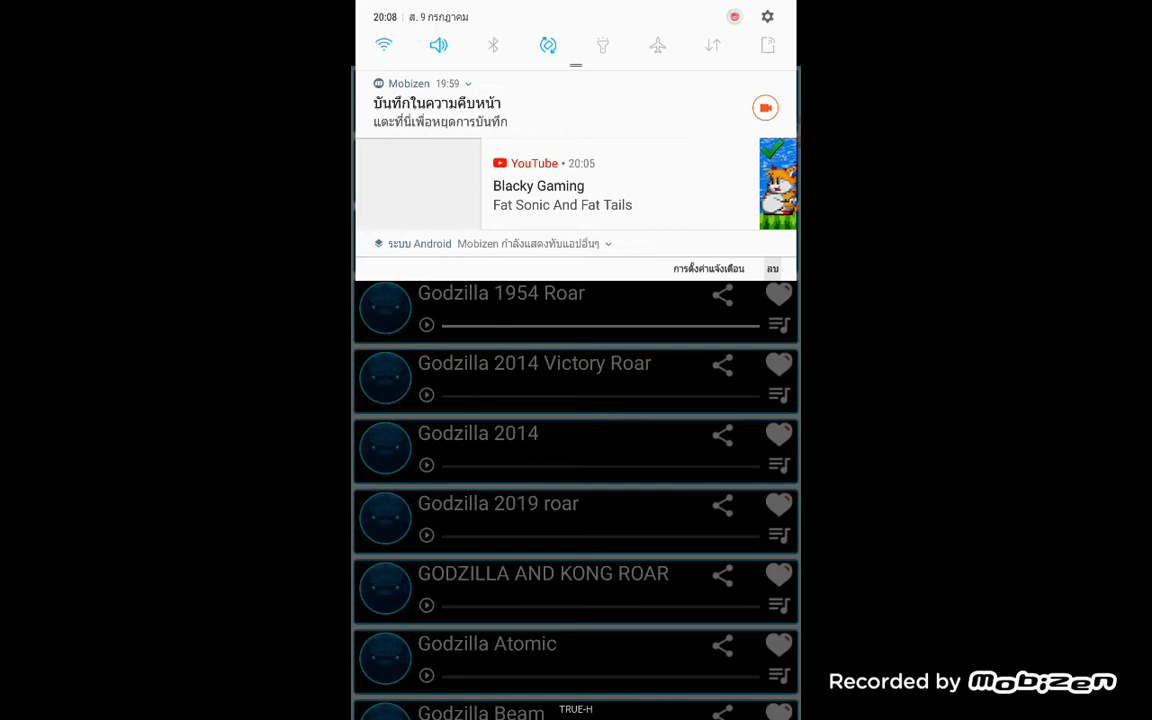 20:08 | ส. 9 กรกฎาคม
Mobizen 19:59
บันทึกในความคืบหน้า
แตะที่นี่เพื่อหยุดการบันทึก
YouTube • 20:05
Blacky Gaming
Fat Sonic And Fat Tails
ระบบ Android Mobizen กำลังแสดงทับแอปอื่นๆ
การตั้งค่าแจ้งเตือน ลบ
Godzilla 1954 Roar
Godzilla 2014 Victory Roar
Godzilla 2014
Godzilla 2019 roar
GODZILLA AND KONG ROAR
Godzilla Atomic
Godzilla Beam
TRUE-H
Recorded by mobizen